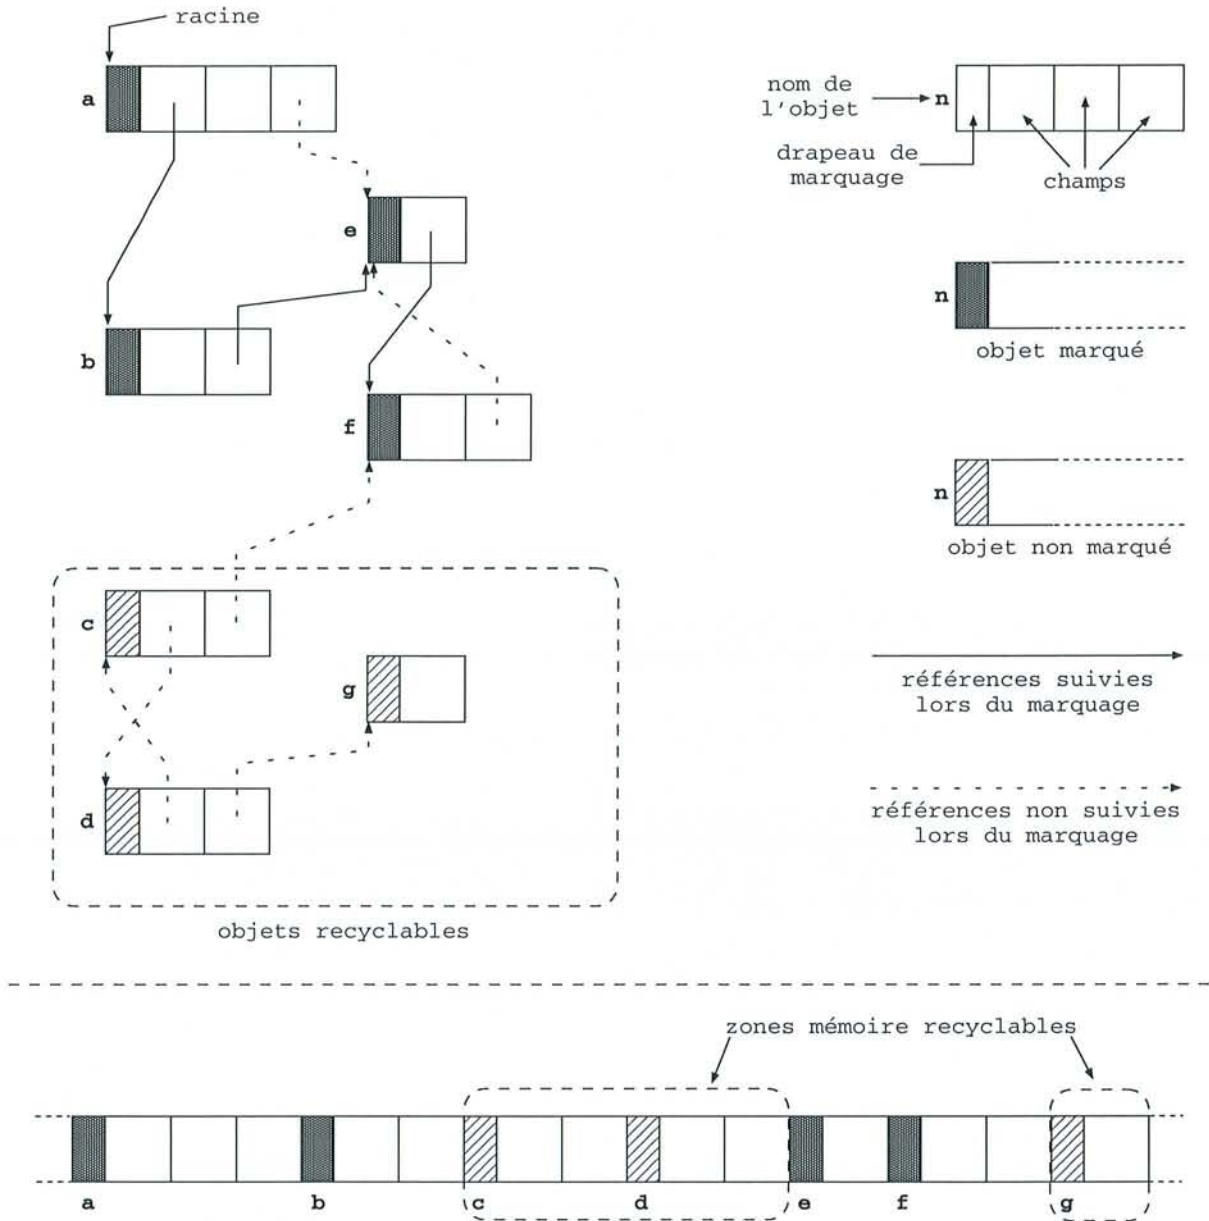 racine
a
e
b
f
c
g
d
objets recyclables
nom de
l'objet
n
drapeau de
marquage
champs
n
objet marqué
n
objet non marqué
références suivies
lors du marquage
références non suivies
lors du marquage
zones mémoire recyclables
a b c d e f g